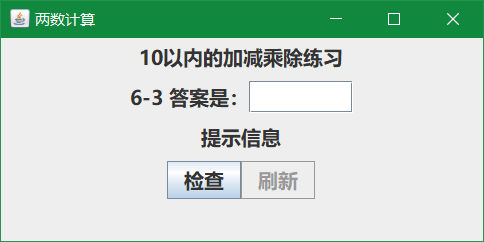 两数计算
10以内的加减乘除练习
6-3 答案是：
提示信息
检查 刷新